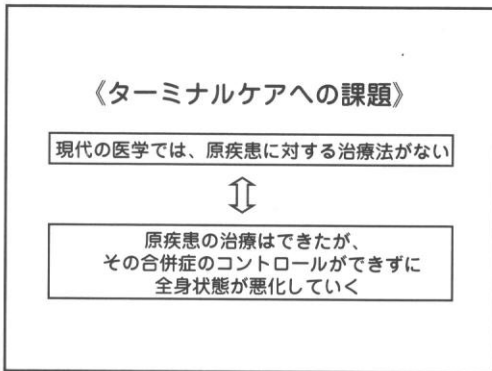 《ターミナルケアへの課題》
現代の医学では、原疾患に対する治療法がない
原疾患の治療はできたが、
その合併症のコントロールができずに
全身状態が悪化していく